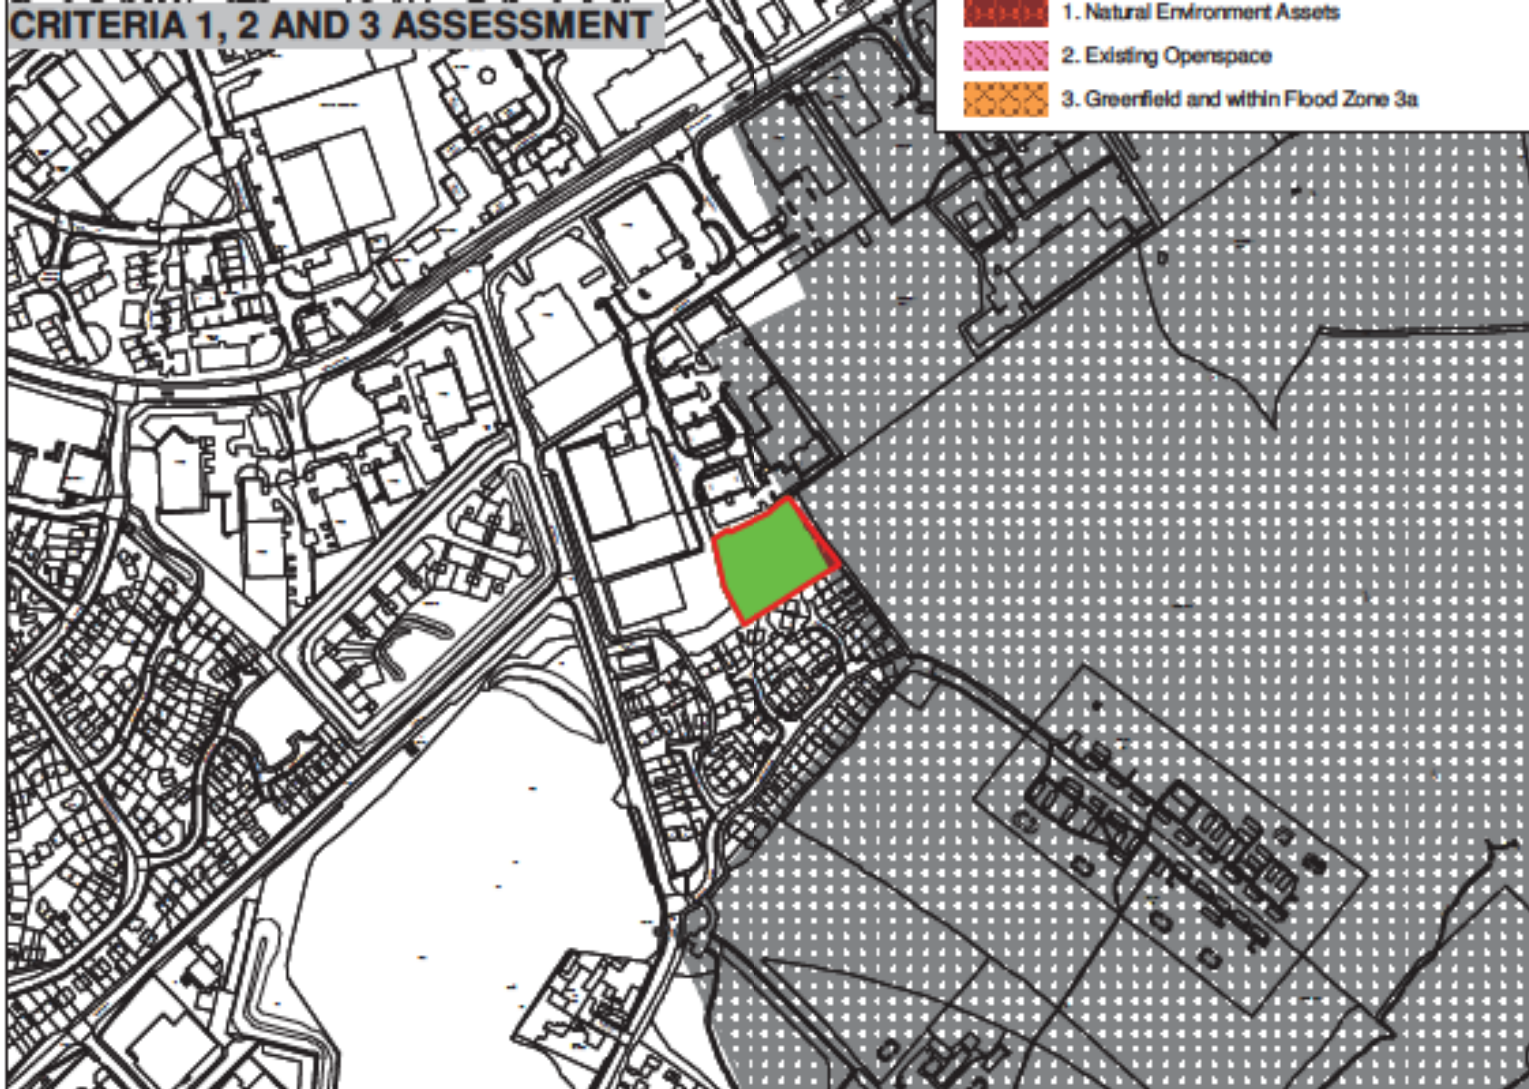 CRITERIA 1, 2 AND 3 ASSESSMENT
1. Natural Environment Assets
2. Existing Openspace
3. Greenfield and within Flood Zone 3a